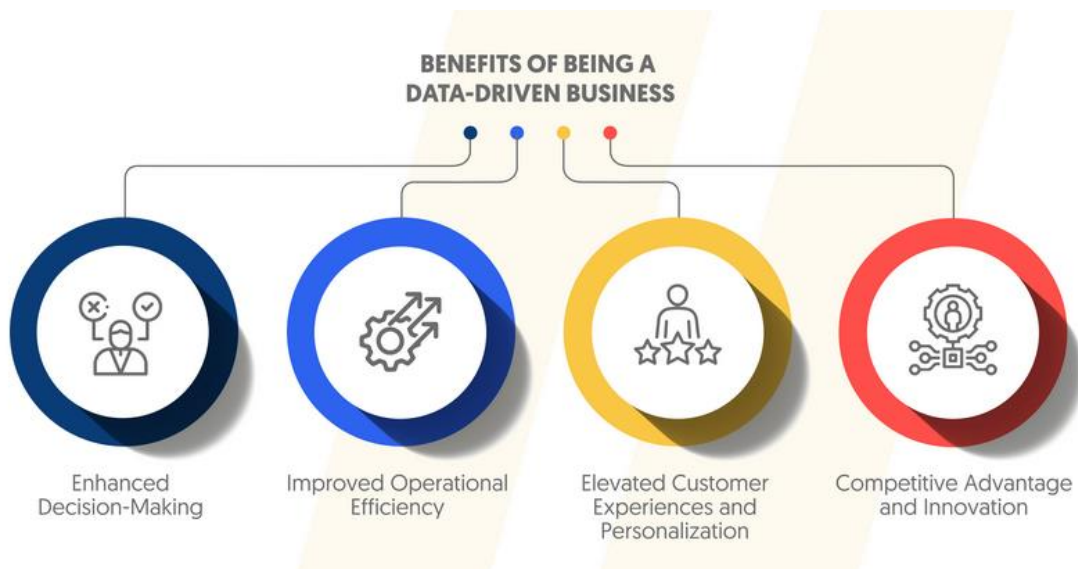 BENEFITS OF BEING A
DATA-DRIVEN BUSINESS
Enhanced
Decision-Making
Improved Operational
Efficiency
Elevated Customer
Experiences and
Personalization
Competitive Advantage
and Innovation